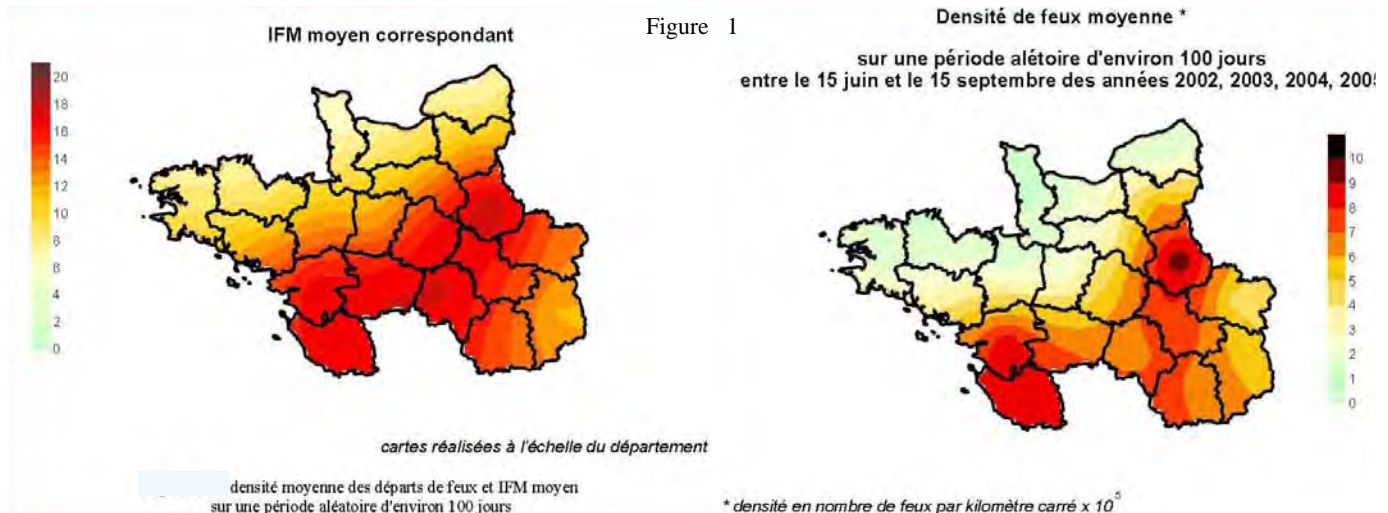 Figure 1
IFM moyen correspondant
20
18
16
14
12
10
8
6
4
2
0
cartes réalisées à l'échelle du département
densité moyenne des départs de feux et IFM moyen
sur une période aléatoire d'environ 100 jours
Densité de feux moyenne *
sur une période alétoire d'environ 100 jours
entre le 15 juin et le 15 septembre des années 2002, 2003, 2004, 2005
10
9
8
7
6
5
4
3
2
1
0
* densité en nombre de feux par kilomètre carré x 10^5